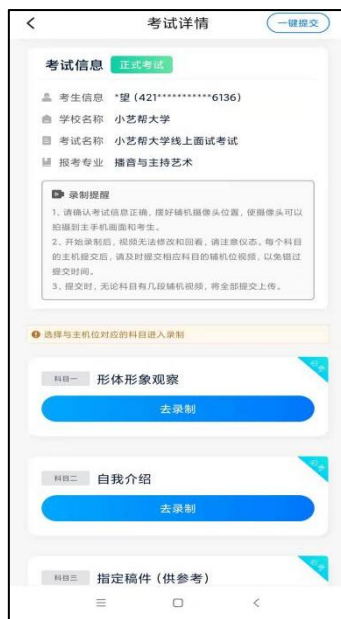 考试详情
一键提交
考试信息 正式考试
考生信息 *望 (421***********6136)
学校名称 小艺帮大学
考试名称 小艺帮大学线上面试考试
报考专业 播音与主持艺术
录制提醒
1、请确认考试信息正确，摆好辅机摄像头位置，使摄像头可以
拍摄到主手机画面和考生。
2、开始录制后，视频无法修改和回看，请注意仪态。每个科目
的主机提交后，请及时提交相应科目的辅机位视频，以免错过
提交时间。
3、提交时，无论科目有几段辅机视频，将全部提交上传。
选择与主机位对应的科目进入录制
必考
科目一 形体形象观察
去录制
必考
科目二 自我介绍
去录制
必考
科目三 指定稿件 (供参考)